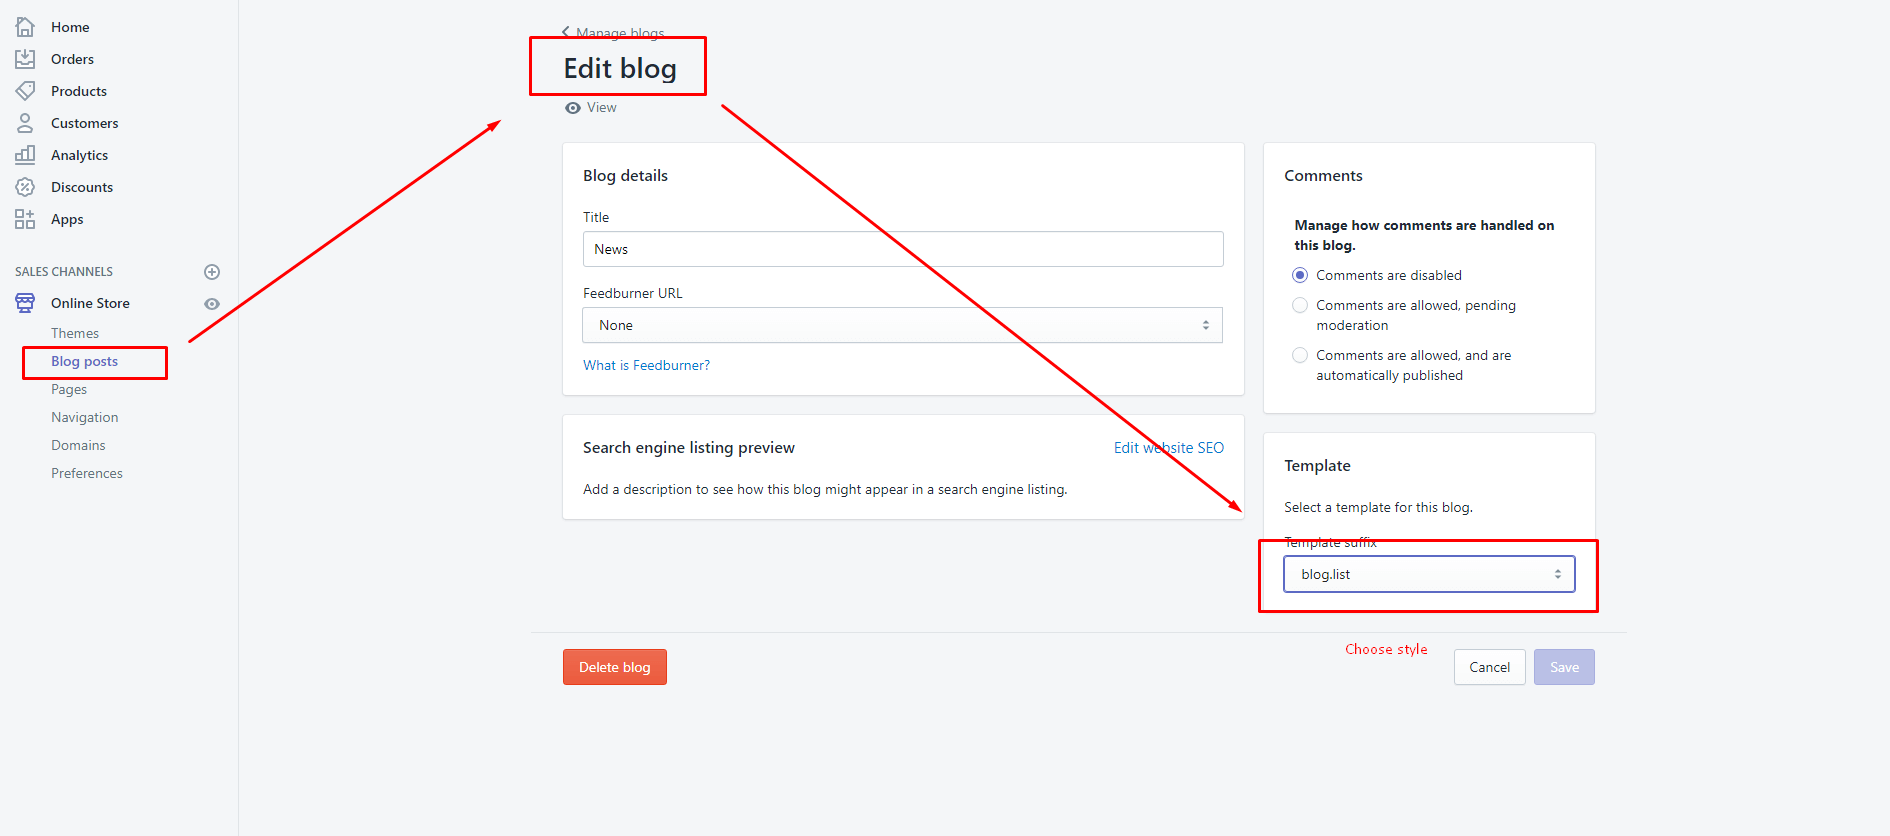 Home
Orders
Products
Customers
Analytics
Discounts
Apps
SALES CHANNELS
Online Store
Themes
Blog posts
Pages
Navigation
Domains
Preferences
Manage blogs
Edit blog
View
Blog details
Title
News
Feedburner URL
None
What is Feedburner?
Search engine listing preview
Edit website SEO
Add a description to see how this blog might appear in a search engine listing.
Comments
Manage how comments are handled on
this blog.
Comments are disabled
Comments are allowed, pending
moderation
Comments are allowed, and are
automatically published
Template
Select a template for this blog.
Template suffix
blog.list
Choose style
Delete blog
Cancel
Save